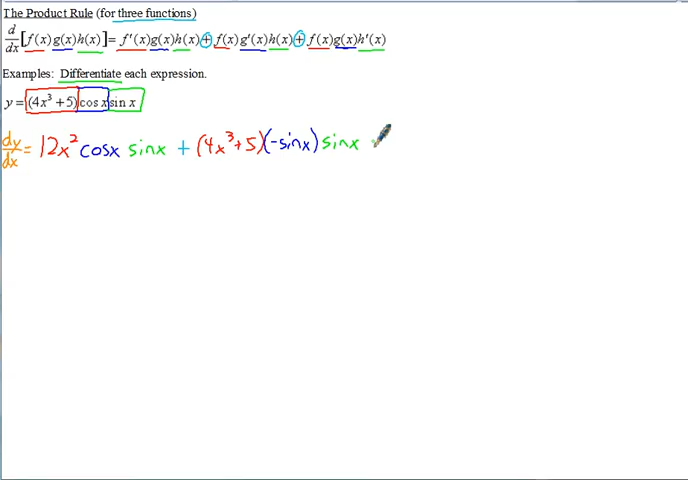 The Product Rule (for three functions)
d/dx [f(x)g(x)h(x)] = f'(x)g(x)h(x) + f(x)g'(x)h(x) + f(x)g(x)h'(x)
Examples: Differentiate each expression.
y = (4x³ + 5) cos x sin x
dy/dx = 12x² cosx sinx + (4x³ + 5)(-sinx) sinx